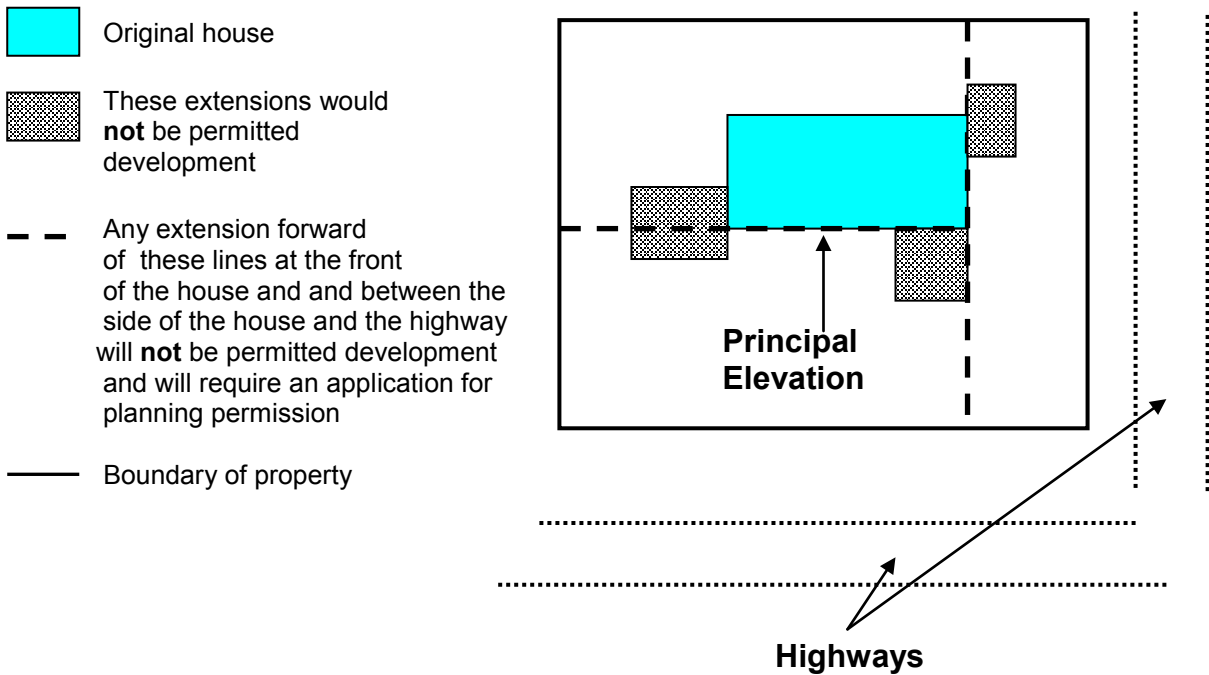 Original house
These extensions would
not be permitted
development
Any extension forward
of these lines at the front
of the house and and between the
side of the house and the highway
will not be permitted development
and will require an application for
planning permission
Boundary of property
Principal
Elevation
Highways